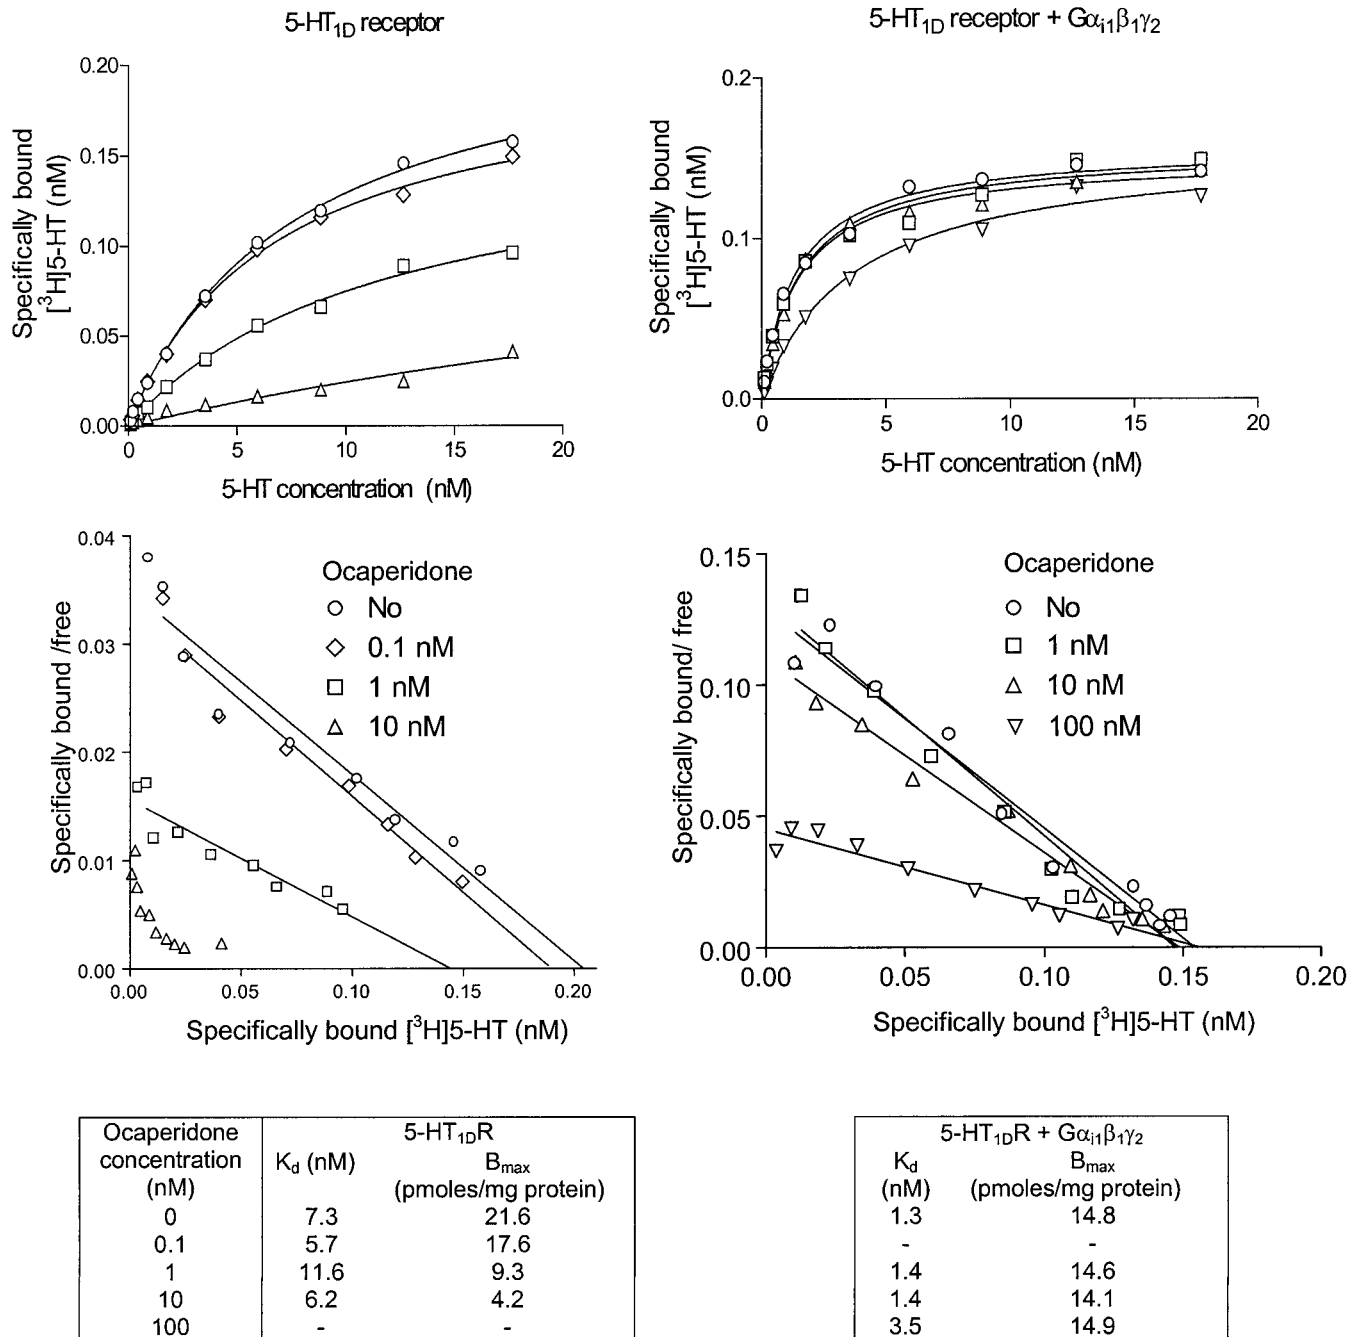 5-HT1D receptor
0.20
0.15
0.10
0.05
0.00
0 5 10 15 20
Specifically bound
[3H]5-HT (nM)
5-HT concentration (nM)
5-HT1D receptor + Gαi1β1γ2
0.2
0.1
0.0
0 5 10 15 20
Specifically bound
[3H]5-HT (nM)
5-HT concentration (nM)
0.04
0.03
0.02
0.01
0.00
0.00 0.05 0.10 0.15 0.20
Specifically bound /free
Specifically bound [3H]5-HT (nM)
Ocaperidone
No
0.1 nM
1 nM
10 nM
0.15
0.10
0.05
0.00
0.00 0.05 0.10 0.15 0.20
Specifically bound/ free
Specifically bound [3H]5-HT (nM)
Ocaperidone
No
1 nM
10 nM
100 nM
Ocaperidone 5-HT1DR
concentration Kd (nM) Bmax
(nM) (pmoles/mg protein)
0 7.3 21.6
0.1 5.7 17.6
1 11.6 9.3
10 6.2 4.2
100 - -
5-HT1DR + Gαi1β1γ2
Kd Bmax
(nM) (pmoles/mg protein)
1.3 14.8
- -
1.4 14.6
1.4 14.1
3.5 14.9